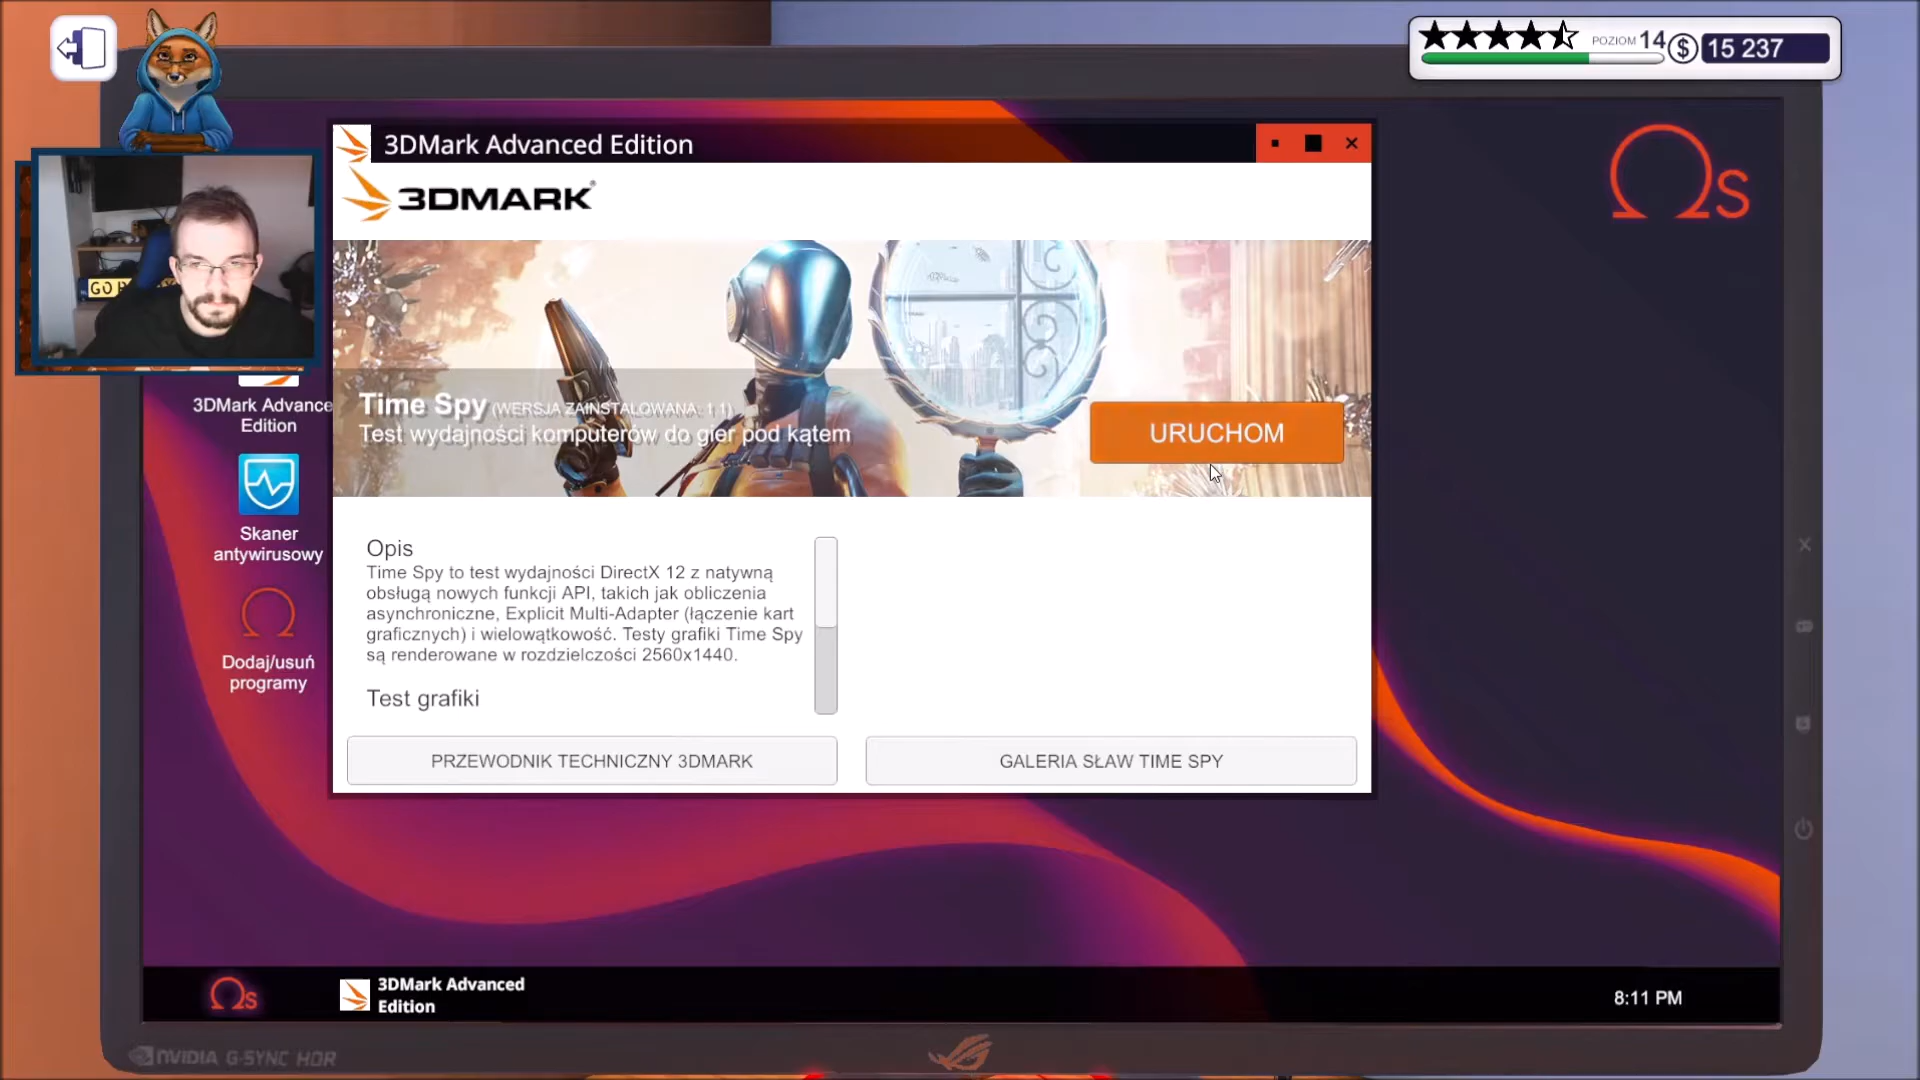 POZIOM 14
$ 15 237
3DMark Advanced Edition
3DMARK
Ωs
GO
Time Spy (WERSJA ZAINSTALOWANA: 1.1)
Test wydajności komputerów do gier pod kątem
URUCHOM
3DMark Advance
Edition
Skaner
antywirusowy
Dodaj/usuń
programy
Opis
Time Spy to test wydajności DirectX 12 z natywną
obsługą nowych funkcji API, takich jak obliczenia
asynchroniczne, Explicit Multi-Adapter (łączenie kart
graficznych) i wielowątkowość. Testy grafiki Time Spy
są renderowane w rozdzielczości 2560x1440.
Test grafiki
PRZEWODNIK TECHNICZNY 3DMARK
GALERIA SŁAW TIME SPY
Ωs
3DMark Advanced
Edition
8:11 PM
NVIDIA G-SYNC HDR